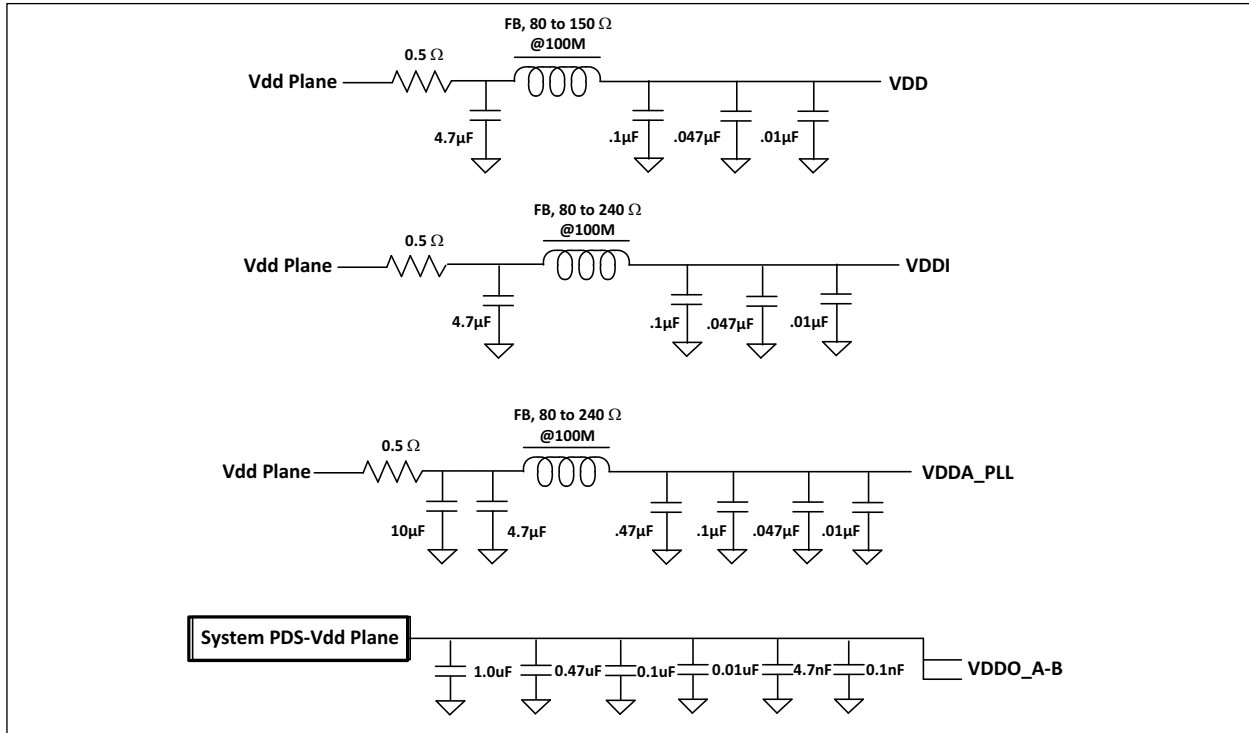 FB, 80 to 150 Ω
@100M
0.5 Ω
Vdd Plane
VDD
4.7µF
.1µF
.047µF
.01µF
FB, 80 to 240 Ω
@100M
0.5 Ω
Vdd Plane
VDDI
4.7µF
.1µF
.047µF
.01µF
FB, 80 to 240 Ω
@100M
0.5 Ω
Vdd Plane
VDDA_PLL
10µF
4.7µF
.47µF
.1µF
.047µF
.01µF
System PDS-Vdd Plane
1.0uF
0.47uF
0.1uF
0.01uF
4.7nF
0.1nF
VDDO_A-B